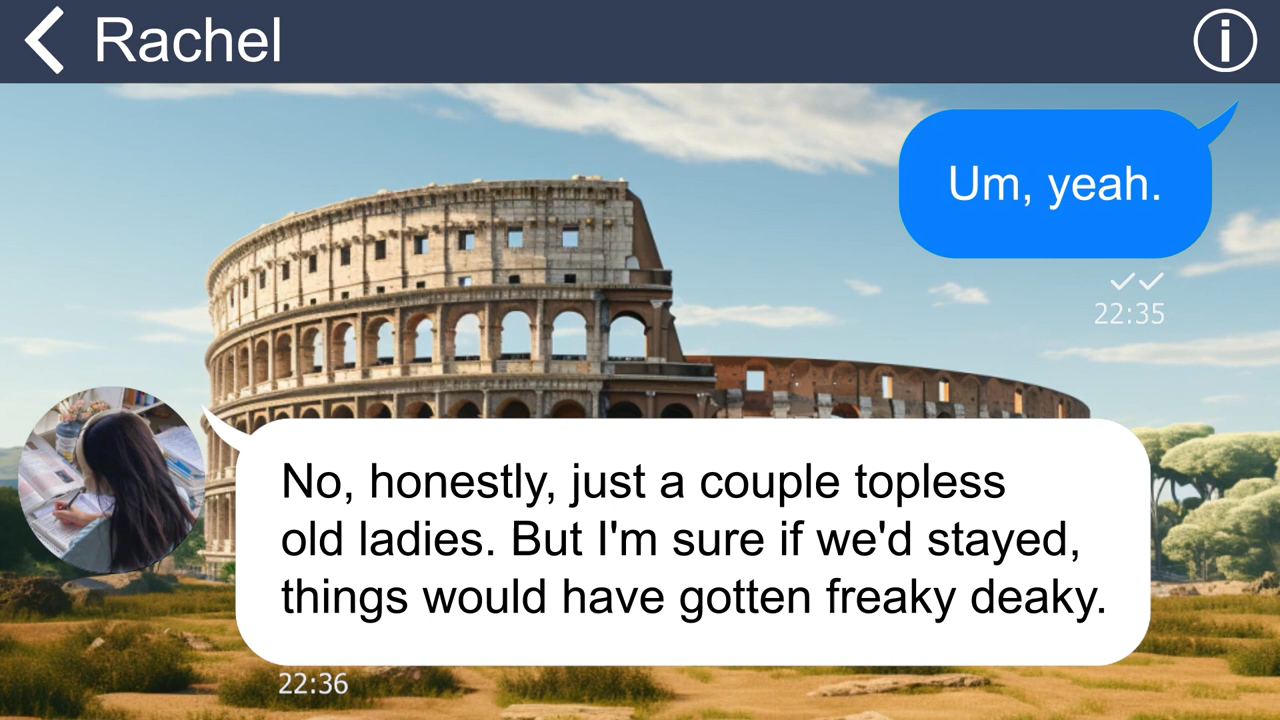 Rachel
Um, yeah.
22:35
No, honestly, just a couple topless
old ladies. But I'm sure if we'd stayed,
things would have gotten freaky deaky.
22:36